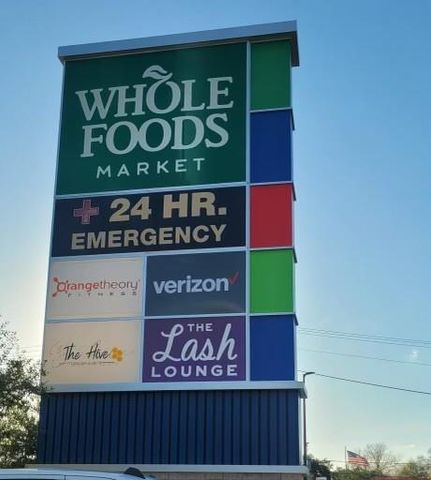 WHOLE
FOODS
MARKET
24 HR.
EMERGENCY
Orangetheory
FITNESS
verizon
The Hive
THE
Lash
LOUNGE